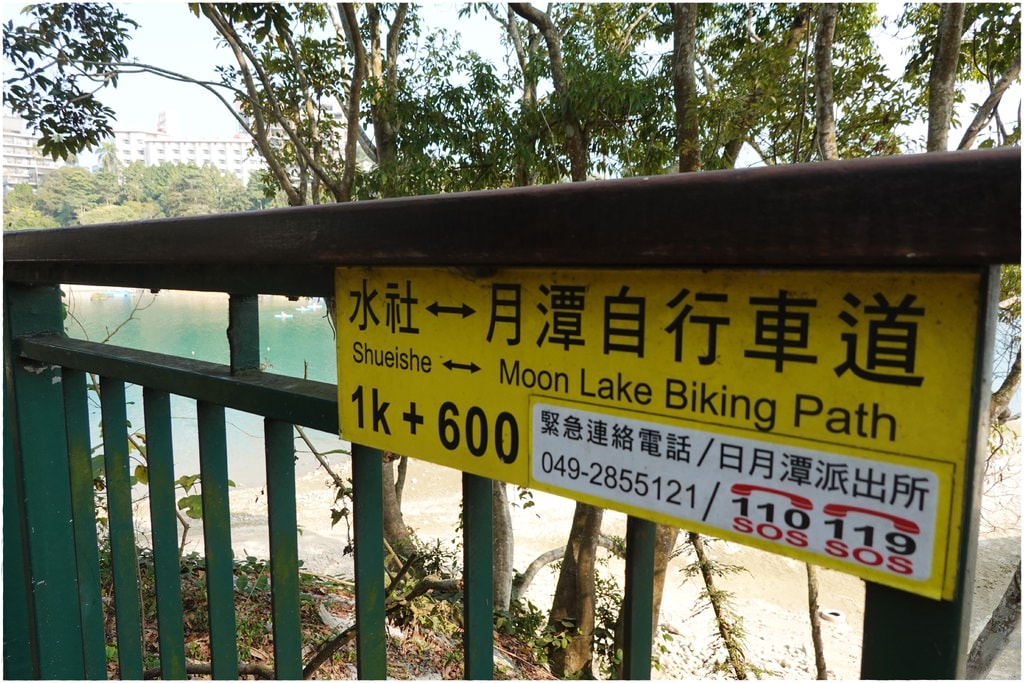 水社↔月潭自行車道
Shueishe ↔ Moon Lake Biking Path
1k + 600
緊急連絡電話/日月潭派出所
049-2855121/110 119
SOS SOS